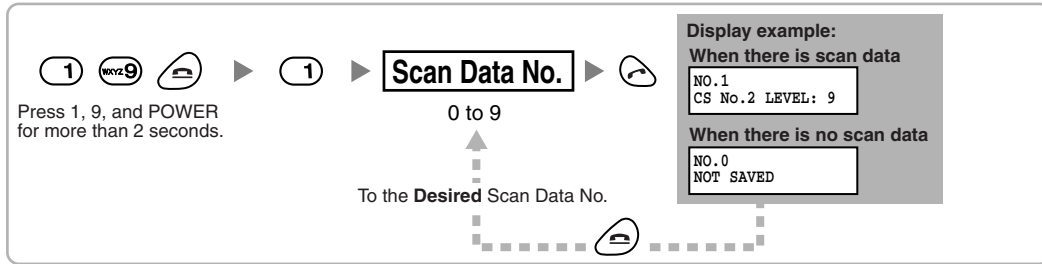 1) WXYZ9 1) Scan Data No.
Press 1, 9, and POWER
for more than 2 seconds.
0 to 9
To the Desired Scan Data No.
Display example:
When there is scan data
NO.1
CS No.2 LEVEL: 9
When there is no scan data
NO.0
NOT SAVED